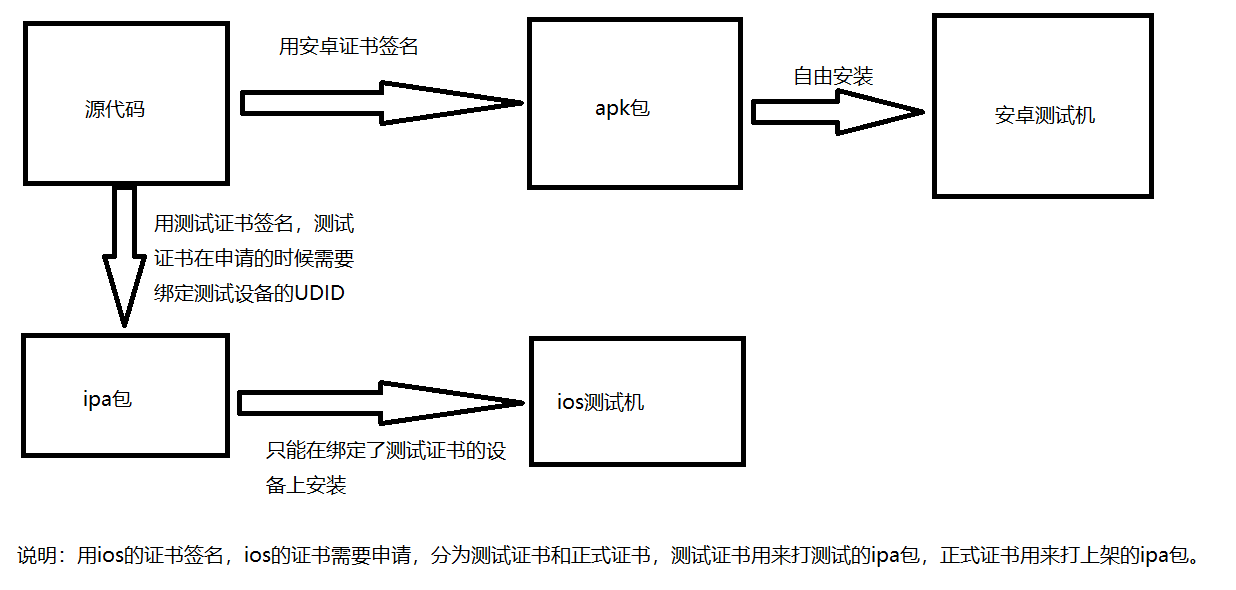 用安卓证书签名
自由安装
源代码
apk包
安卓测试机
用测试证书签名，测试
证书在申请的时候需要
绑定测试设备的UDID
ipa包
ios测试机
只能在绑定了测试证书的设
备上安装
说明：用ios的证书签名，ios的证书需要申请，分为测试证书和正式证书，测试证书用来打测试的ipa包，正式证书用来打上架的ipa包。